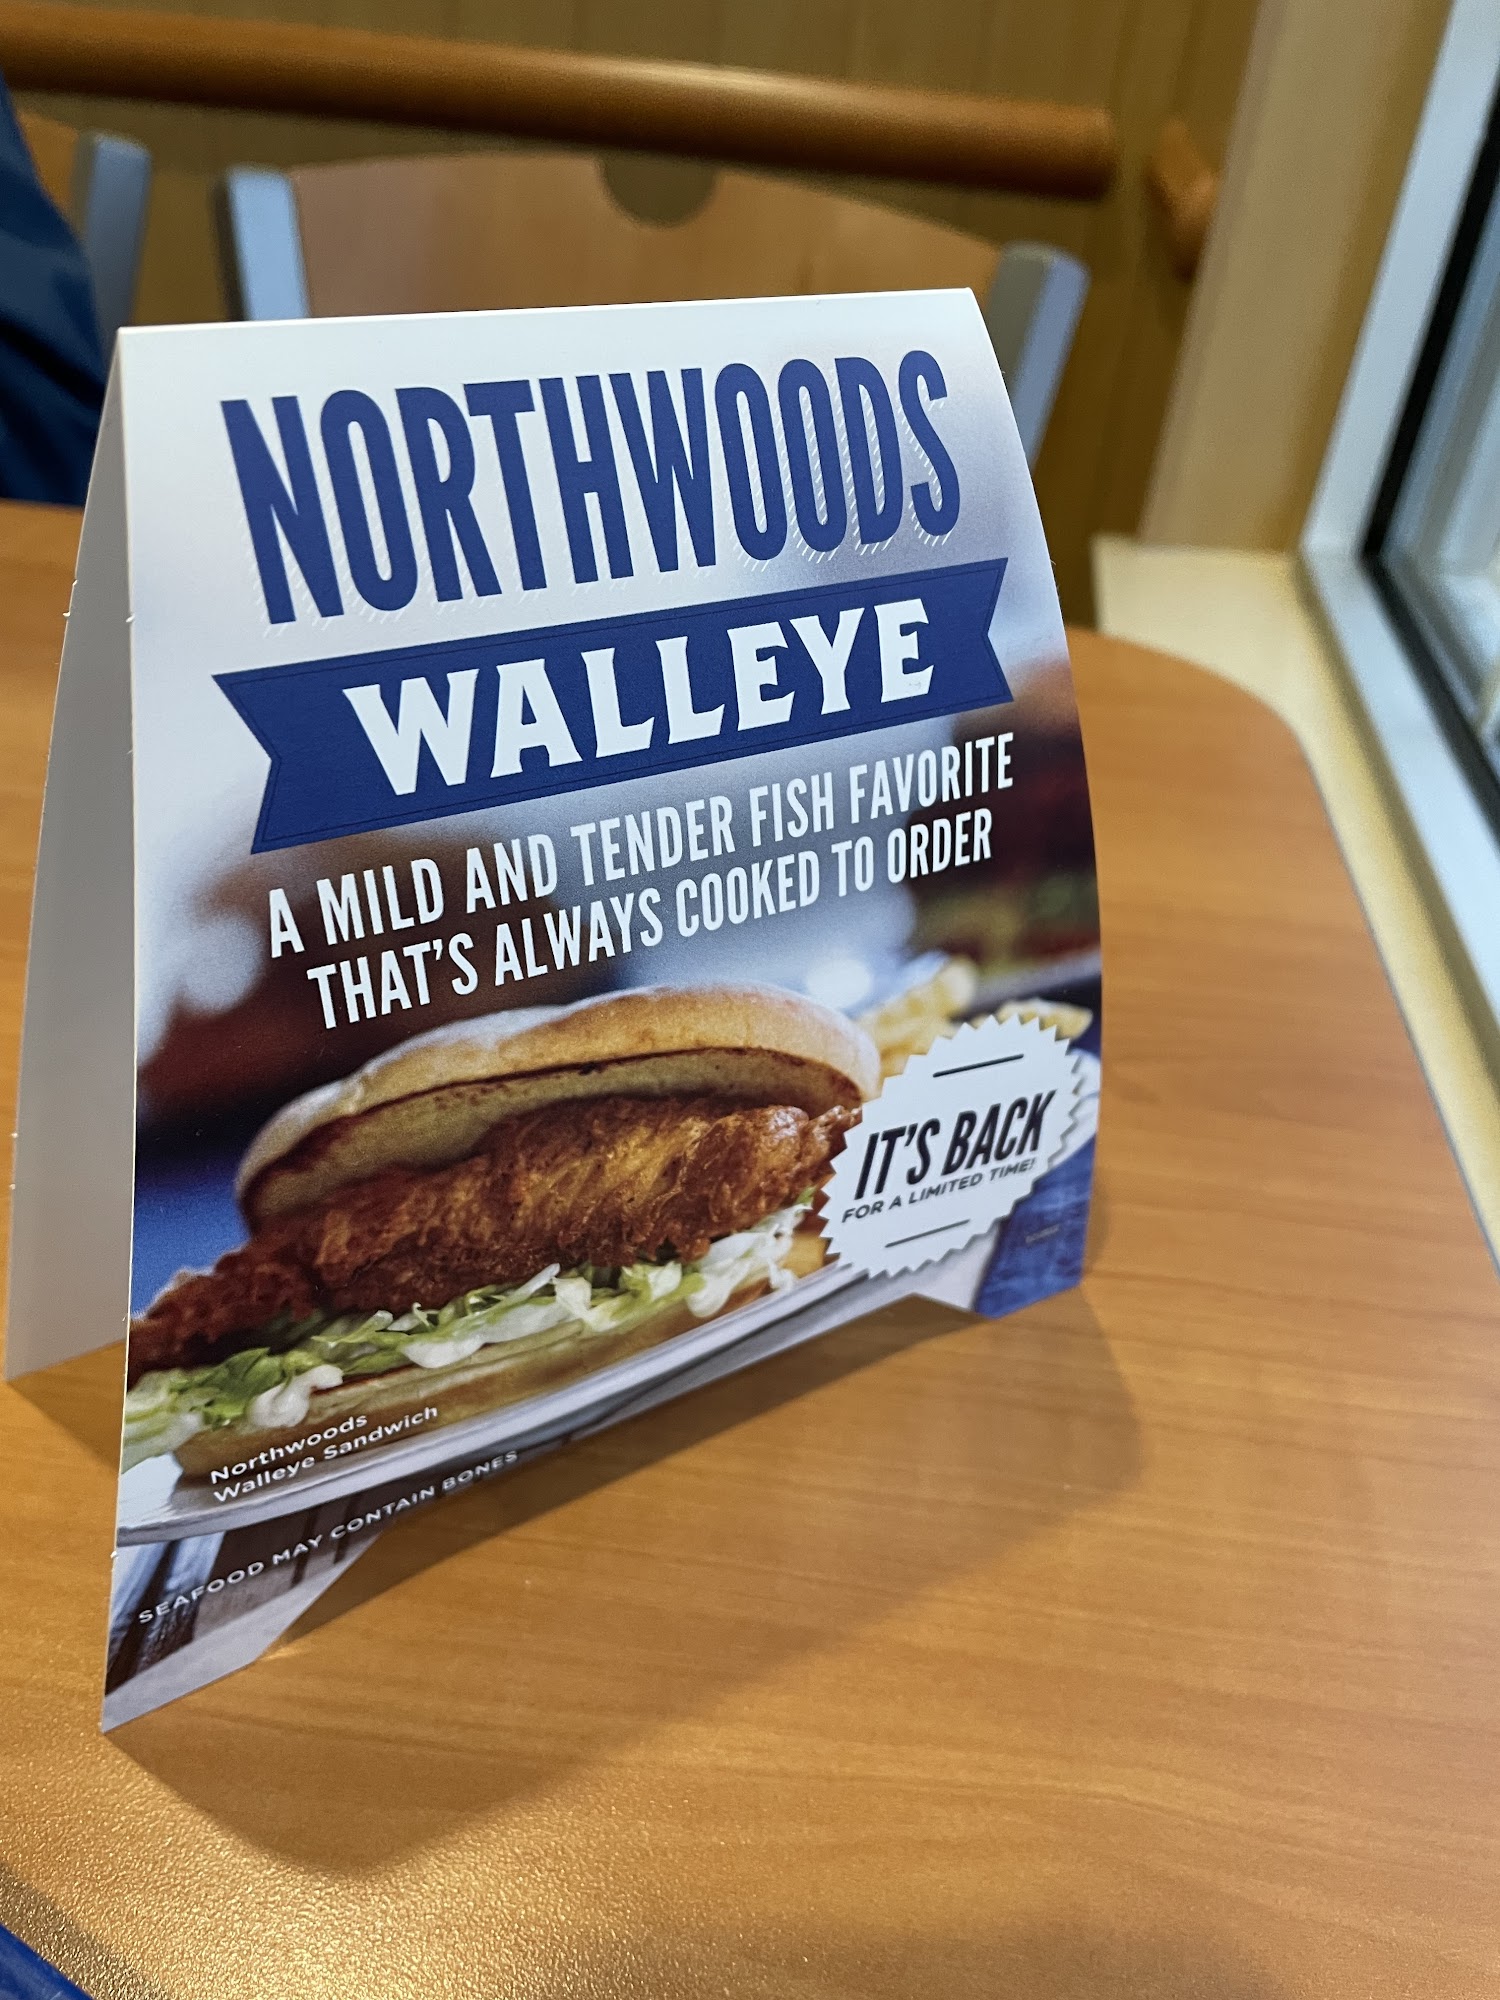 NORTHWOODS
WALLEYE
A MILD AND TENDER FISH FAVORITE
THAT'S ALWAYS COOKED TO ORDER
IT'S BACK
FOR A LIMITED TIME!
Northwoods
Walleye Sandwich
SEAFOOD MAY CONTAIN BONES